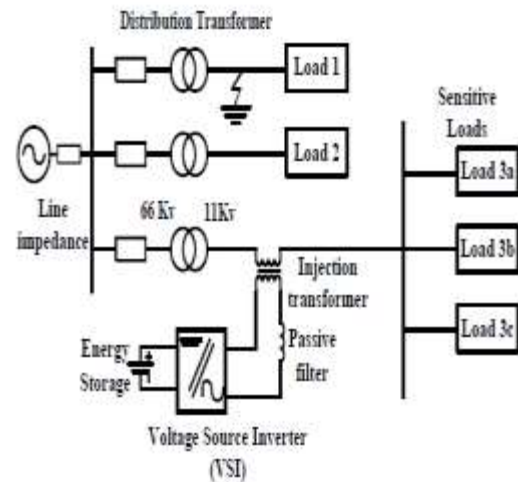 Distribution Transformer
Load 1
Sensitive
Loads
Load 3a
Load 2
Line
impedance
66 Kv
11Kv
Load 3b
Injection
transformer
Load 3c
Energy
Storage
Passive
filter
Voltage Source Inverter
(VSI)